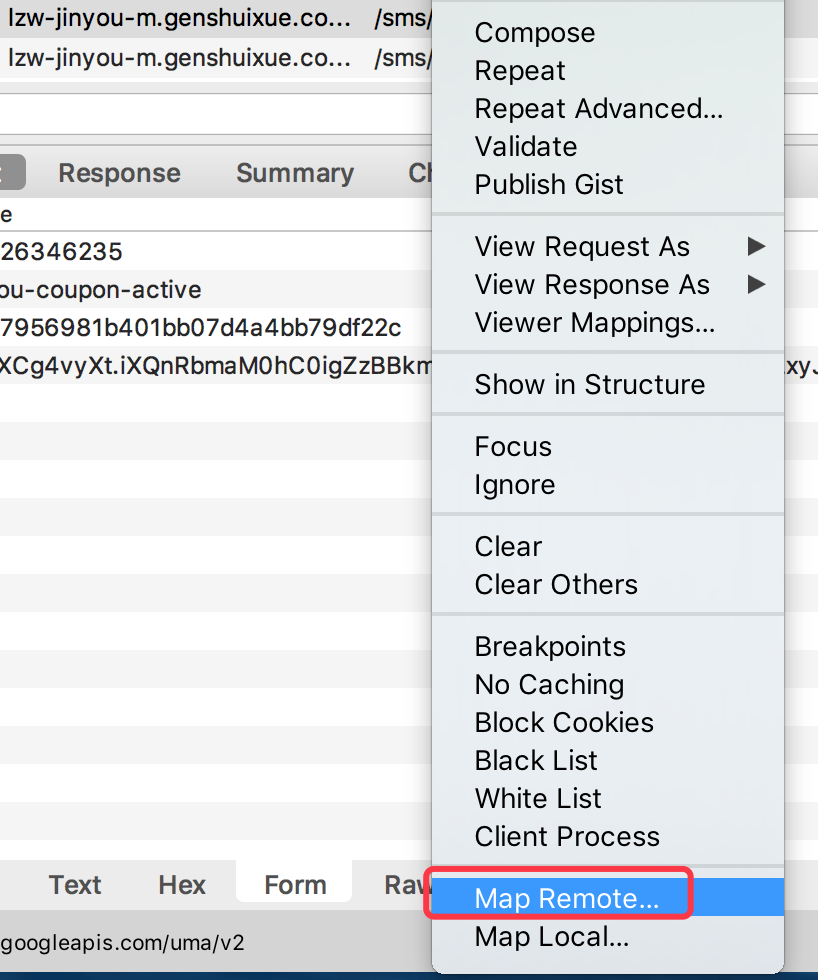 lzw-jinyou-m.genshuixue.co... /sms/
lzw-jinyou-m.genshuixue.co... /sms/
Response Summary Ch
e
26346235
ou-coupon-active
7956981b401bb07d4a4bb79df22c
XCg4vyXt.iXQnRbmaM0hC0igZzBBkm
xyJ
Text Hex Form Raw
googleapis.com/uma/v2
Compose
Repeat
Repeat Advanced...
Validate
Publish Gist
View Request As
View Response As
Viewer Mappings...
Show in Structure
Focus
Ignore
Clear
Clear Others
Breakpoints
No Caching
Block Cookies
Black List
White List
Client Process
Map Remote...
Map Local...